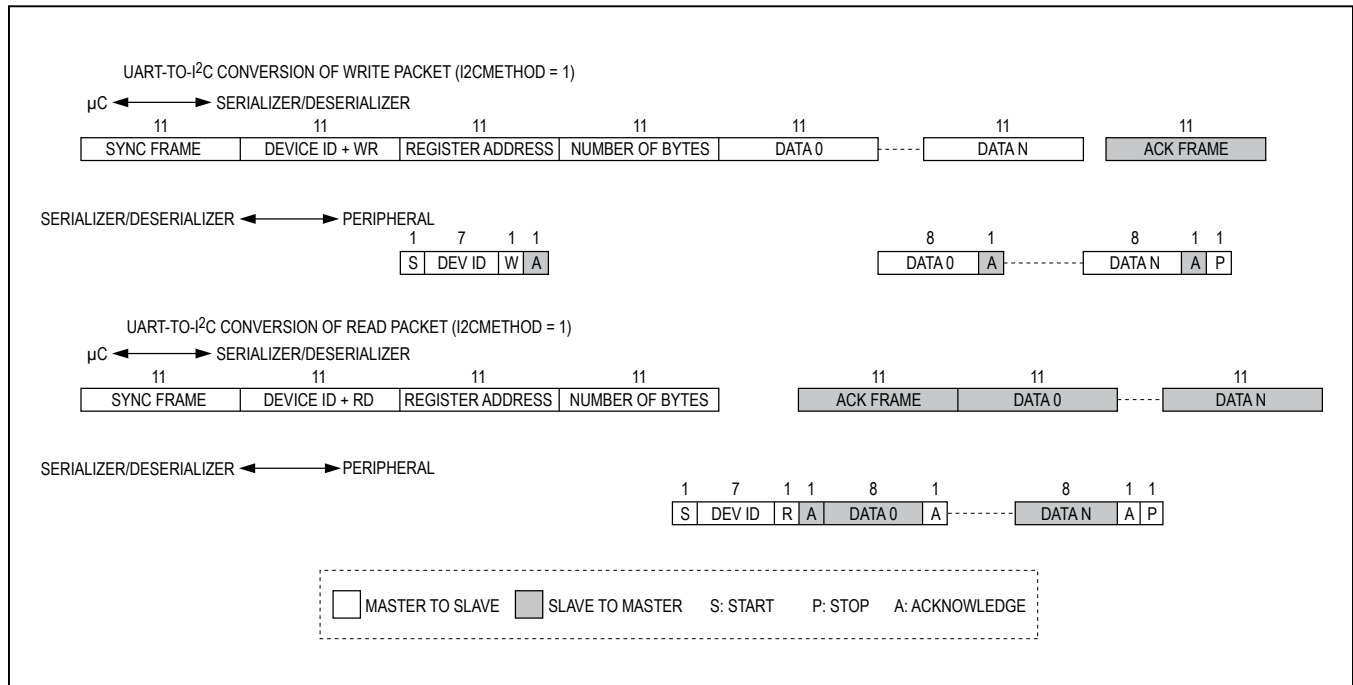 UART-TO-I2C CONVERSION OF WRITE PACKET (I2CMETHOD = 1)
µC SERIALIZER/DESERIALIZER
11 11 11 11 11 11 11
SYNC FRAME DEVICE ID + WR REGISTER ADDRESS NUMBER OF BYTES DATA 0 DATA N ACK FRAME
SERIALIZER/DESERIALIZER PERIPHERAL
1 7 1 1 8 1 8 1 1
S DEV ID W A DATA 0 A DATA N A P
UART-TO-I2C CONVERSION OF READ PACKET (I2CMETHOD = 1)
µC SERIALIZER/DESERIALIZER
11 11 11 11 11 11 11
SYNC FRAME DEVICE ID + RD REGISTER ADDRESS NUMBER OF BYTES ACK FRAME DATA 0 DATA N
SERIALIZER/DESERIALIZER PERIPHERAL
1 7 1 1 8 1 8 1 1
S DEV ID R A DATA 0 A DATA N A P
MASTER TO SLAVE SLAVE TO MASTER S: START P: STOP A: ACKNOWLEDGE